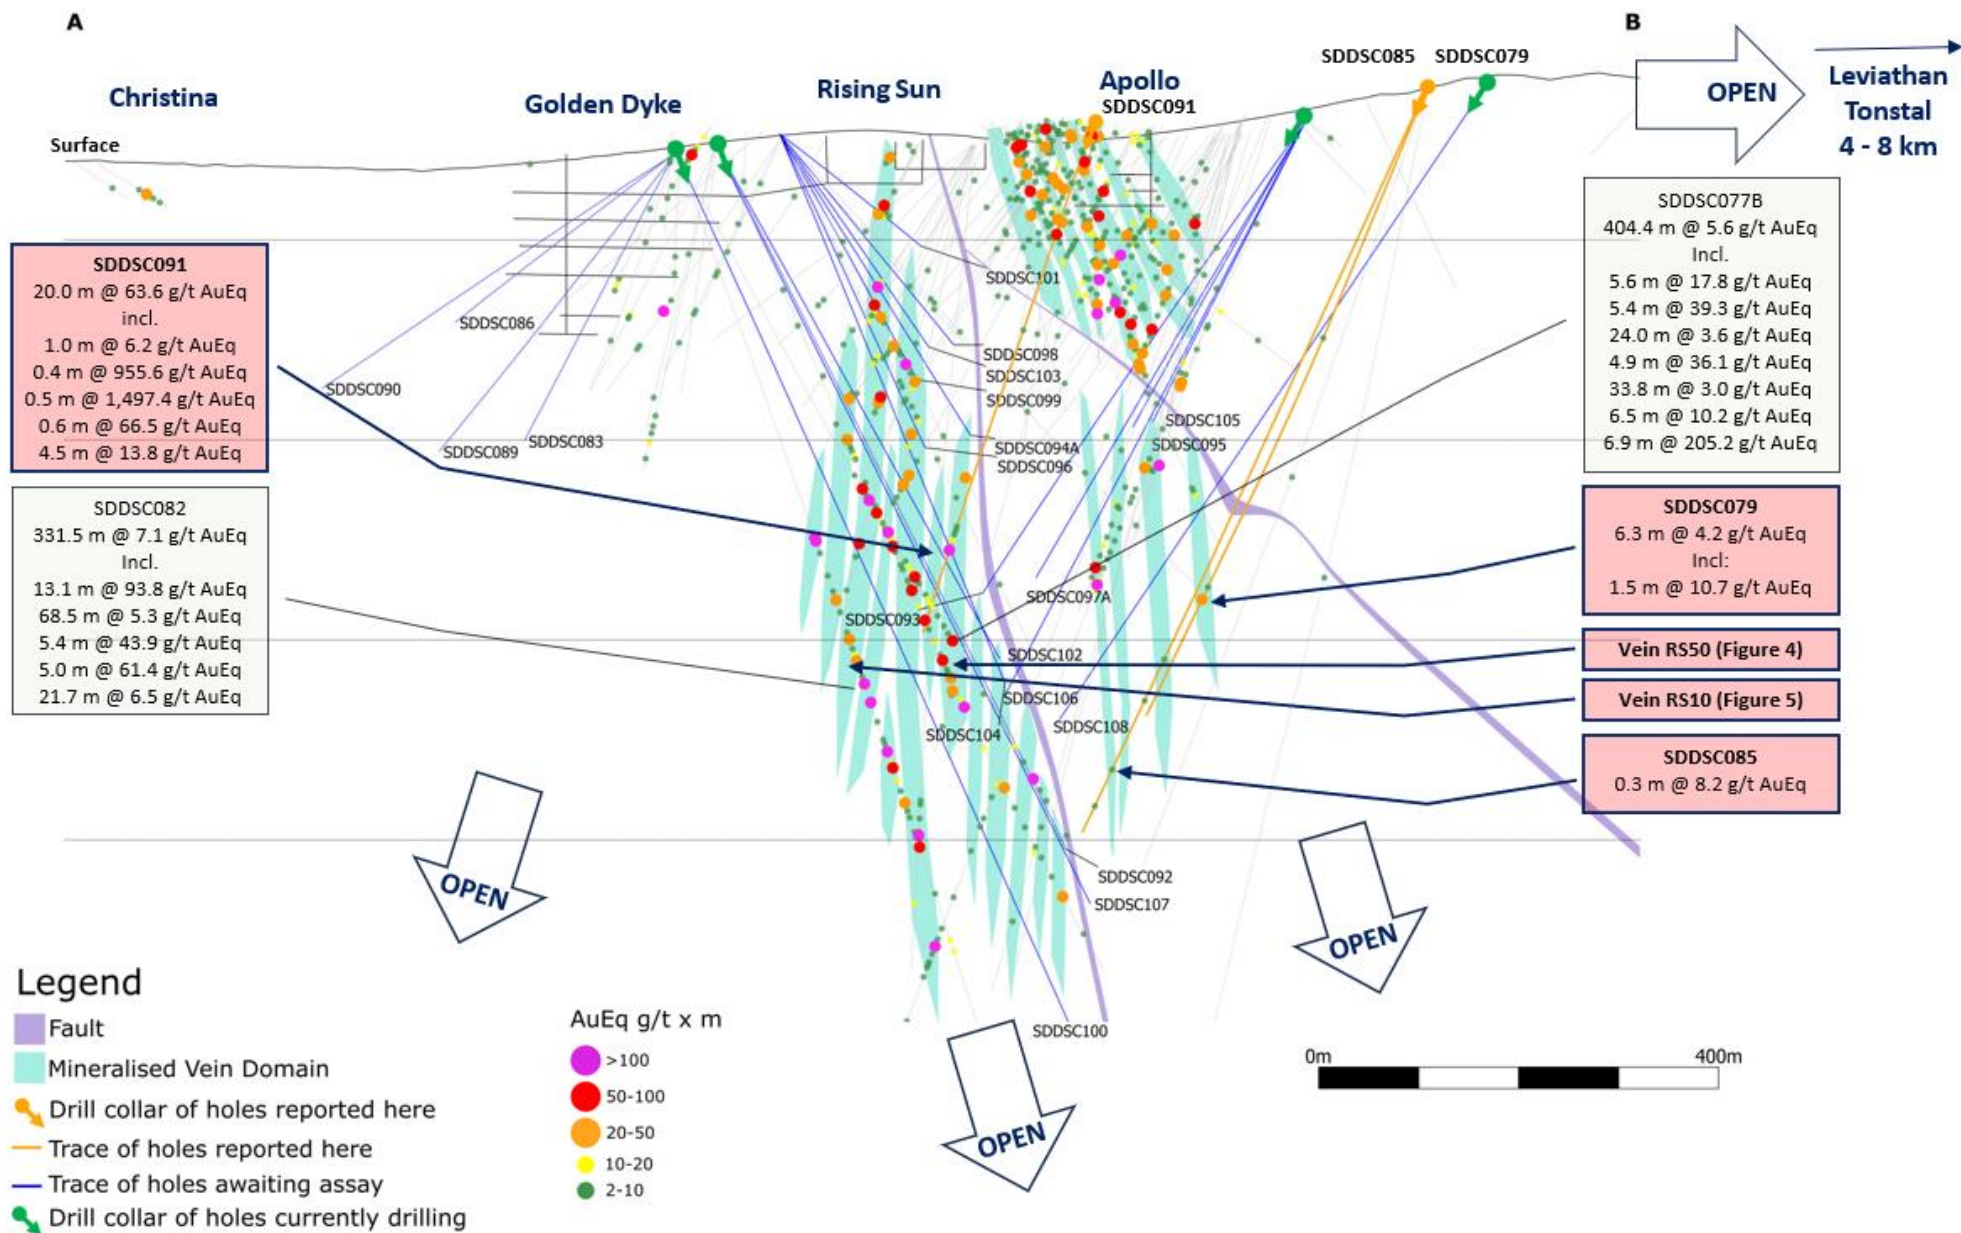 A
B
SDDSC085
SDDSC079
Christina
Golden Dyke
Rising Sun
Apollo
SDDSC091
OPEN
Leviathan
Tonstal
4 - 8 km
Surface
SDDSC091
20.0 m @ 63.6 g/t AuEq
incl.
1.0 m @ 6.2 g/t AuEq
0.4 m @ 955.6 g/t AuEq
0.5 m @ 1,497.4 g/t AuEq
0.6 m @ 66.5 g/t AuEq
4.5 m @ 13.8 g/t AuEq
SDDSC082
331.5 m @ 7.1 g/t AuEq
Incl.
13.1 m @ 93.8 g/t AuEq
68.5 m @ 5.3 g/t AuEq
5.4 m @ 43.9 g/t AuEq
5.0 m @ 61.4 g/t AuEq
21.7 m @ 6.5 g/t AuEq
SDDSC101
SDDSC086
SDDSC098
SDDSC103
SDDSC090
SDDSC099
SDDSC105
SDDSC083
SDDSC089
SDDSC094A
SDDSC095
SDDSC096
SDDSC097A
SDDSC093
SDDSC102
SDDSC106
SDDSC108
SDDSC104
SDDSC092
SDDSC107
SDDSC100
SDDSC077B
404.4 m @ 5.6 g/t AuEq
Incl.
5.6 m @ 17.8 g/t AuEq
5.4 m @ 39.3 g/t AuEq
24.0 m @ 3.6 g/t AuEq
4.9 m @ 36.1 g/t AuEq
33.8 m @ 3.0 g/t AuEq
6.5 m @ 10.2 g/t AuEq
6.9 m @ 205.2 g/t AuEq
SDDSC079
6.3 m @ 4.2 g/t AuEq
Incl:
1.5 m @ 10.7 g/t AuEq
Vein RS50 (Figure 4)
Vein RS10 (Figure 5)
SDDSC085
0.3 m @ 8.2 g/t AuEq
OPEN
OPEN
OPEN
Legend
Fault
Mineralised Vein Domain
Drill collar of holes reported here
Trace of holes reported here
Trace of holes awaiting assay
Drill collar of holes currently drilling
AuEq g/t x m
>100
50-100
20-50
10-20
2-10
0m
400m